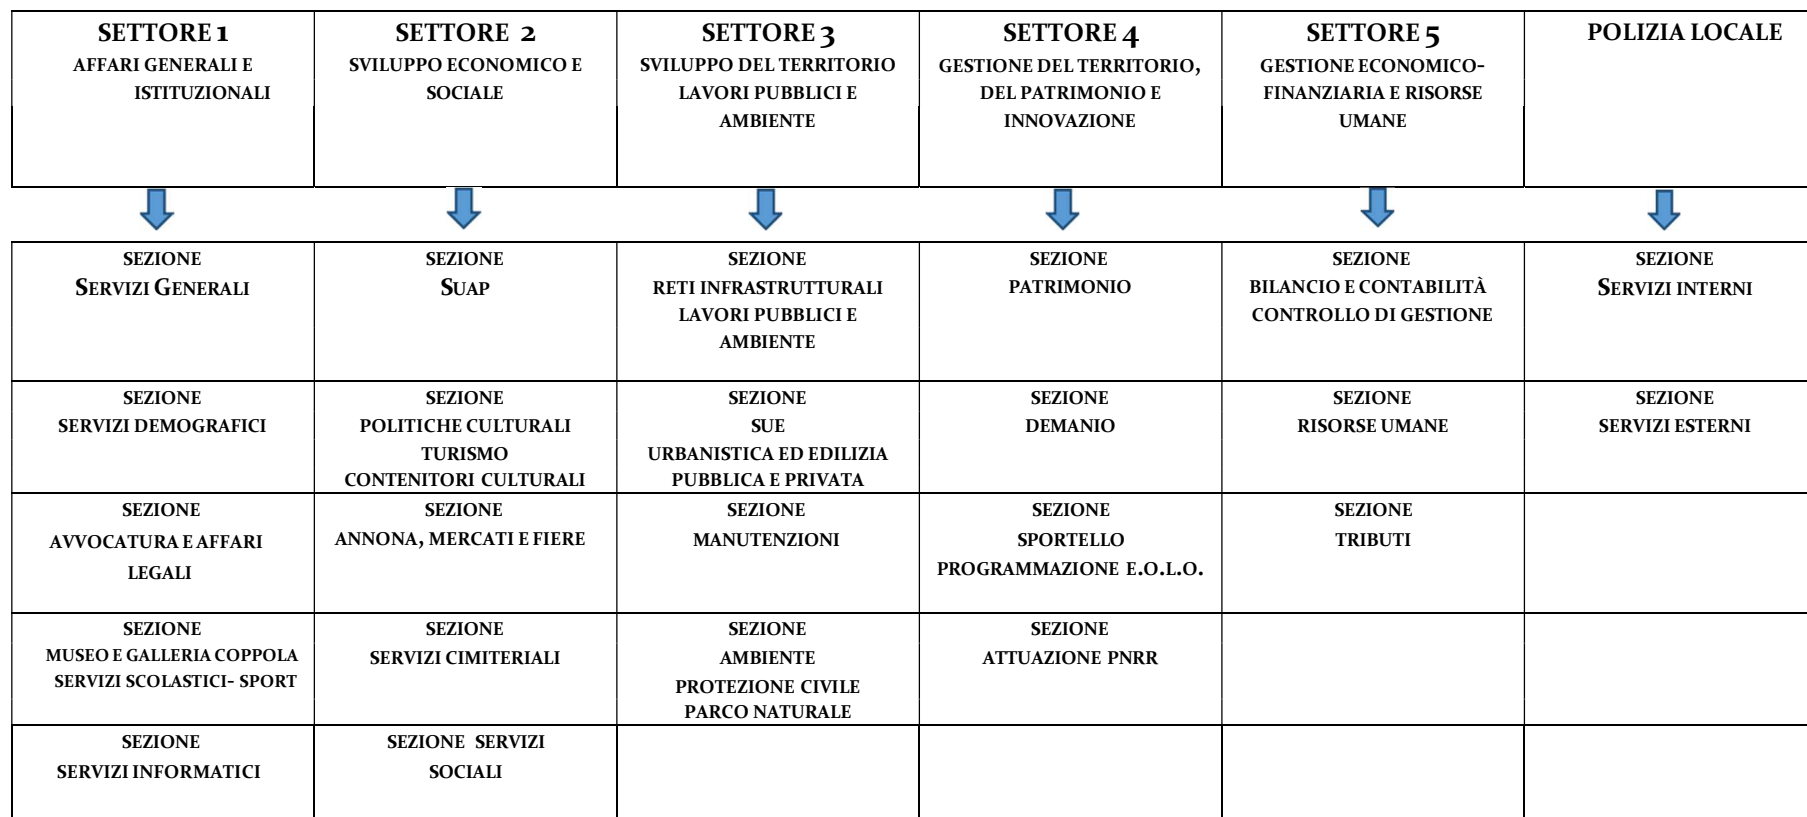 SETTORE 1
AFFARI GENERALI E
ISTITUZIONALI
SETTORE 2
SVILUPPO ECONOMICO E
SOCIALE
SETTORE 3
SVILUPPO DEL TERRITORIO
LAVORI PUBBLICI E
AMBIENTE
SETTORE 4
GESTIONE DEL TERRITORIO,
DEL PATRIMONIO E
INNOVAZIONE
SETTORE 5
GESTIONE ECONOMICO-
FINANZIARIA E RISORSE
UMANE
POLIZIA LOCALE
SEZIONE
SERVIZI GENERALI
SEZIONE
SUAP
SEZIONE
RETI INFRASTRUTTURALI
LAVORI PUBBLICI E
AMBIENTE
SEZIONE
PATRIMONIO
SEZIONE
BILANCIO E CONTABILITÀ
CONTROLLO DI GESTIONE
SEZIONE
SERVIZI INTERNI
SEZIONE
SERVIZI DEMOGRAFICI
SEZIONE
POLITICHE CULTURALI
TURISMO
CONTENITORI CULTURALI
SEZIONE
SUE
URBANISTICA ED EDILIZIA
PUBBLICA E PRIVATA
SEZIONE
DEMANIO
SEZIONE
RISORSE UMANE
SEZIONE
SERVIZI ESTERNI
SEZIONE
AVVOCATURA E AFFARI
LEGALI
SEZIONE
ANNONA, MERCATI E FIERE
SEZIONE
MANUTENZIONI
SEZIONE
SPORTELLO
PROGRAMMAZIONE E.O.L.O.
SEZIONE
TRIBUTI
SEZIONE
MUSEO E GALLERIA COPPOLA
SERVIZI SCOLASTICI- SPORT
SEZIONE
SERVIZI CIMITERIALI
SEZIONE
AMBIENTE
PROTEZIONE CIVILE
PARCO NATURALE
SEZIONE
ATTUAZIONE PNRR
SEZIONE
SERVIZI INFORMATICI
SEZIONE SERVIZI
SOCIALI